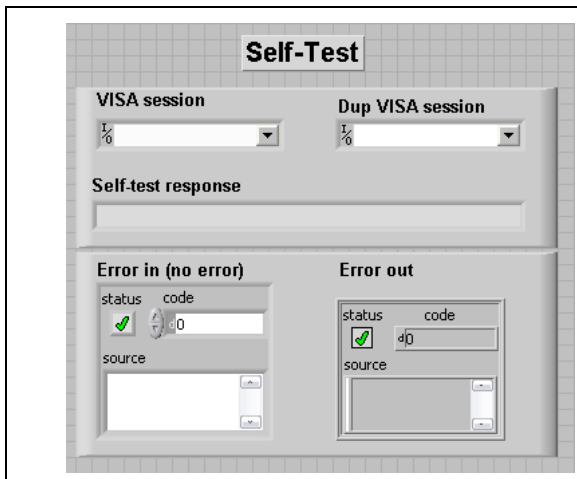 Self-Test
VISA session
Dup VISA session
I/O
I/O
Self-test response
Error in (no error)
Error out
status code
d 0
source
status code
d 0
source